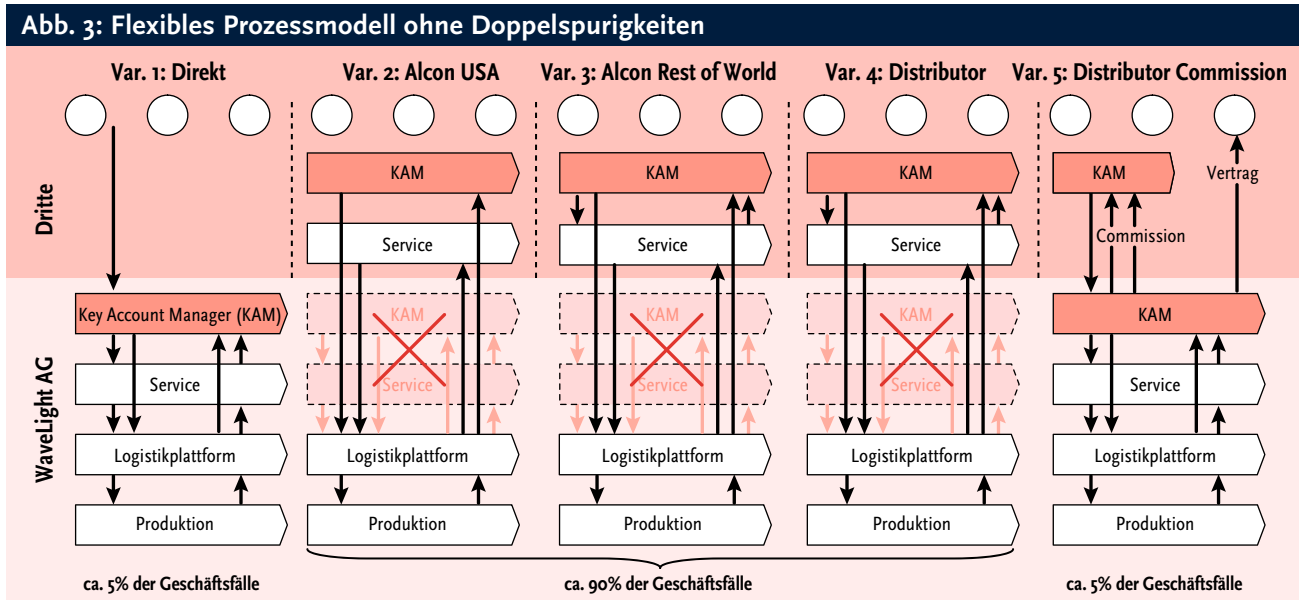 Abb. 3: Flexibles Prozessmodell ohne Doppelspurigkeiten
Var. 1: Direkt
Var. 2: Alcon USA
Var. 3: Alcon Rest of World
Var. 4: Distributor
Var. 5: Distributor Commission
Dritte
KAM
KAM
KAM
KAM
Vertrag
Service
Service
Service
Commission
WaveLight AG
Key Account Manager (KAM)
KAM
KAM
KAM
KAM
Service
Service
Service
Service
Service
Logistikplattform
Logistikplattform
Logistikplattform
Logistikplattform
Logistikplattform
Produktion
Produktion
Produktion
Produktion
Produktion
ca. 5% der Geschäftsfälle
ca. 90% der Geschäftsfälle
ca. 5% der Geschäftsfälle